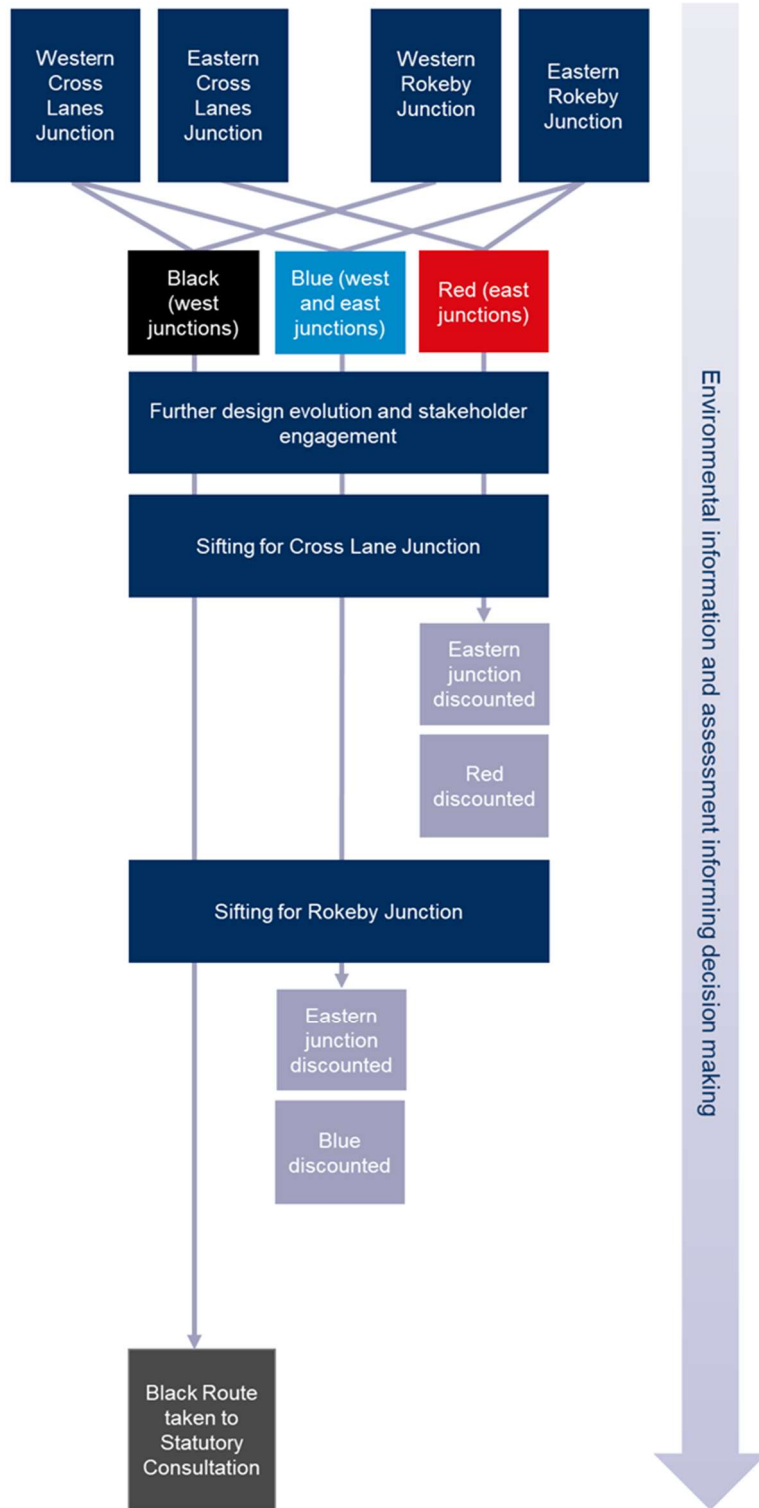 Western
Cross
Lanes
Junction
Eastern
Cross
Lanes
Junction
Western
Rokeby
Junction
Eastern
Rokeby
Junction
Black
(west
junctions)
Blue (west
and east
junctions)
Red (east
junctions)
Further design evolution and stakeholder
engagement
Sifting for Cross Lane Junction
Eastern
junction
discounted
Red
discounted
Sifting for Rokeby Junction
Eastern
junction
discounted
Blue
discounted
Black Route
taken to
Statutory
Consultation
Environmental information and assessment informing decision making